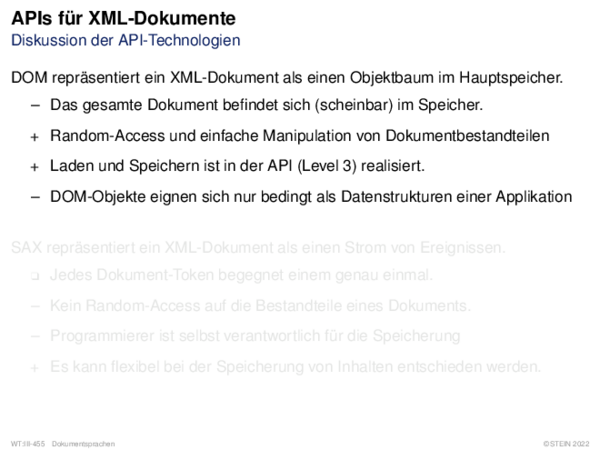 APIs für XML-Dokumente
Diskussion der API-Technologien
DOM repräsentiert ein XML-Dokument als einen Objektbaum im Hauptspeicher.
– Das gesamte Dokument befindet sich (scheinbar) im Speicher.
+ Random-Access und einfache Manipulation von Dokumentbestandteilen
+ Laden und Speichern ist in der API (Level 3) realisiert.
– DOM-Objekte eignen sich nur bedingt als Datenstrukturen einer Applikation
SAX repräsentiert ein XML-Dokument als einen Strom von Ereignissen.
❑ Jedes Dokument-Token begegnet einem genau einmal.
– Kein Random-Access auf die Bestandteile eines Dokuments.
– Programmierer ist selbst verantwortlich für die Speicherung
+ Es kann flexibel bei der Speicherung von Inhalten entschieden werden.
WT:III-455 Dokumentsprachen ©STEIN 2022